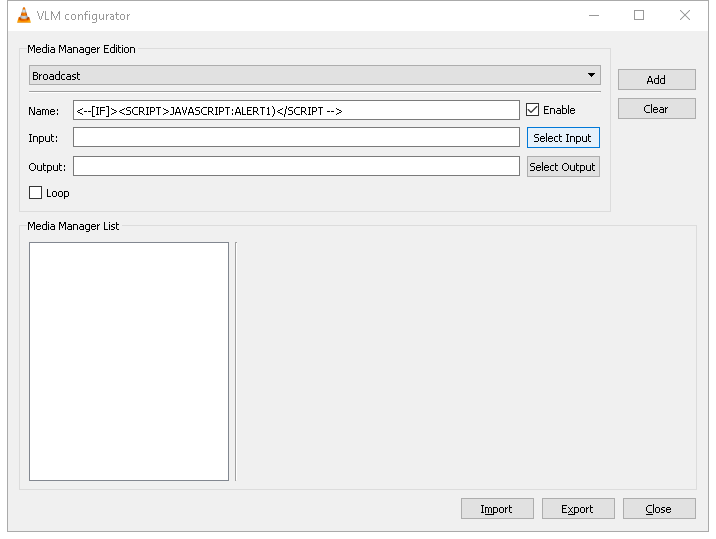 VLM configurator
Media Manager Edition
Broadcast
Add
Name: <--[IF]><SCRIPT>JAVASCRIPT:ALERT1)</SCRIPT --> Enable
Clear
Input: Select Input
Output: Select Output
Loop
Media Manager List
Import Export Close